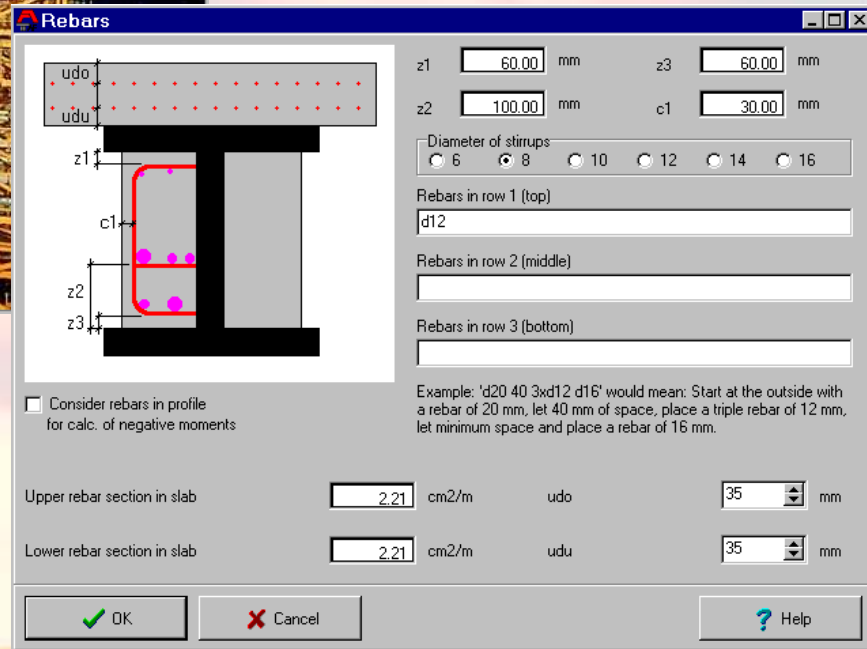 Rebars
udo
udu
z1
c1
z2
z3
z1 60.00 mm z3 60.00 mm
z2 100.00 mm c1 30.00 mm
Diameter of stirrups
6 8 10 12 14 16
Rebars in row 1 (top)
d12
Rebars in row 2 (middle)
Rebars in row 3 (bottom)
Example: 'd20 40 3xd12 d16' would mean: Start at the outside with
a rebar of 20 mm, let 40 mm of space, place a triple rebar of 12 mm,
let minimum space and place a rebar of 16 mm.
Consider rebars in profile
for calc. of negative moments
Upper rebar section in slab 2.21 cm2/m udo 35 mm
Lower rebar section in slab 2.21 cm2/m udu 35 mm
OK Cancel ? Help